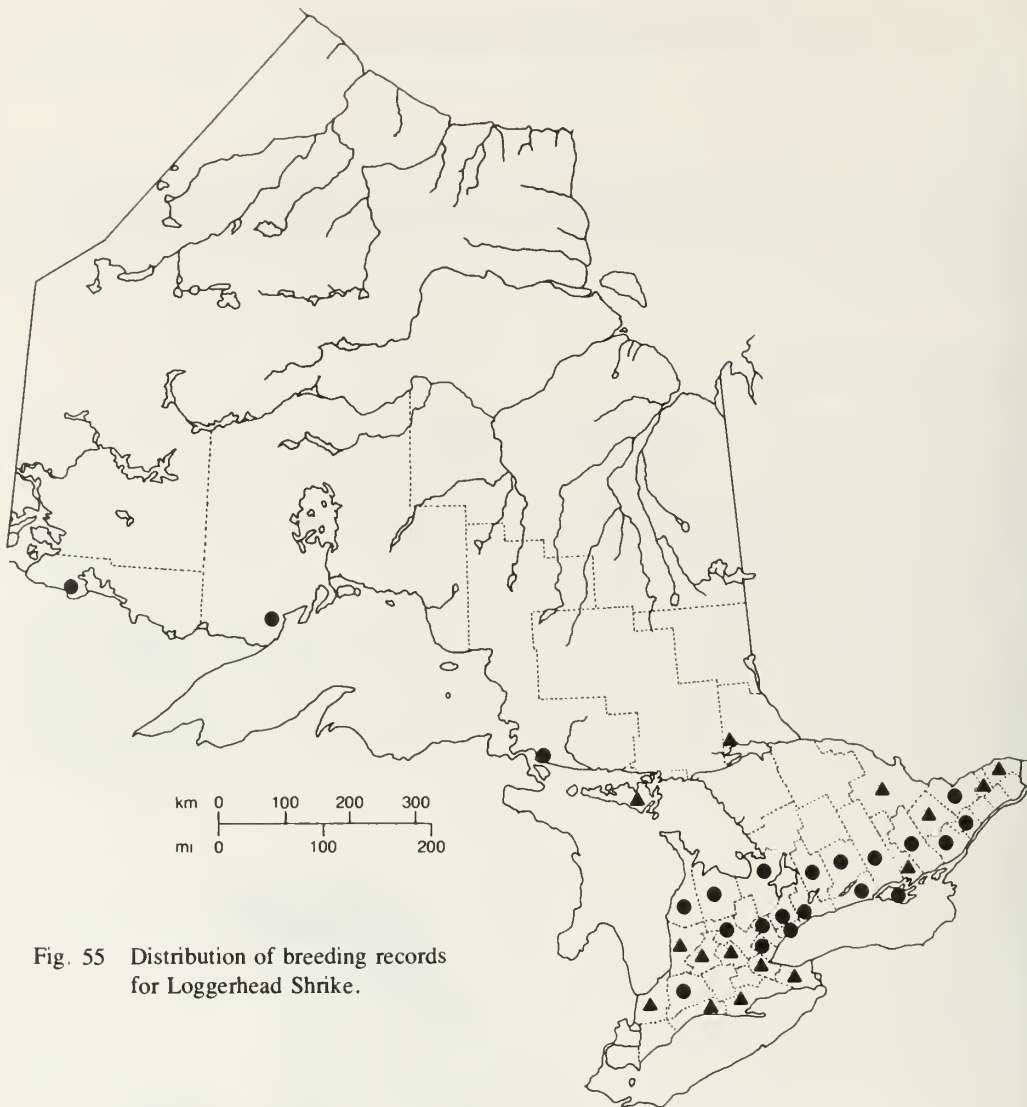 km 0 100 200 300
mi 0 100 200
Fig. 55 Distribution of breeding records
for Loggerhead Shrike.